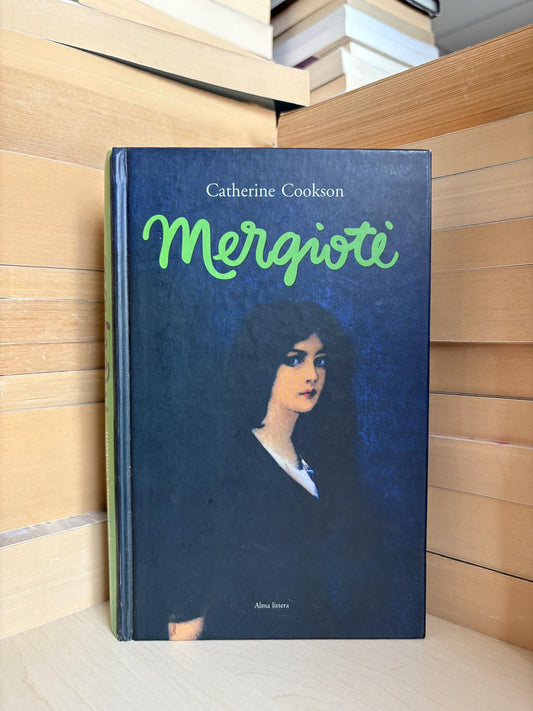 Catherine Cookson
Mergiotė
Alma littera